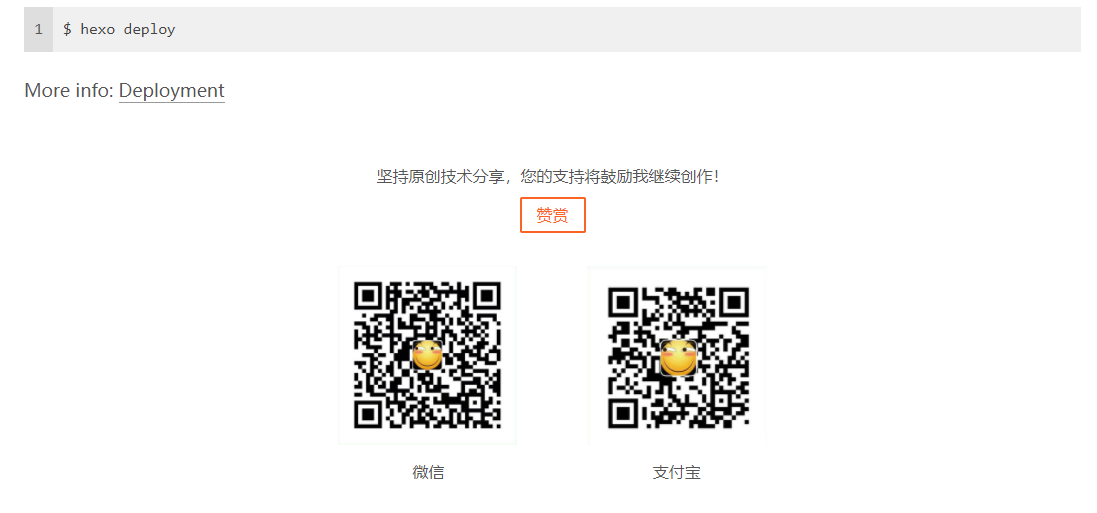 1 $ hexo deploy
More info: Deployment
坚持原创技术分享，您的支持将鼓励我继续创作！
赞赏
微信 支付宝